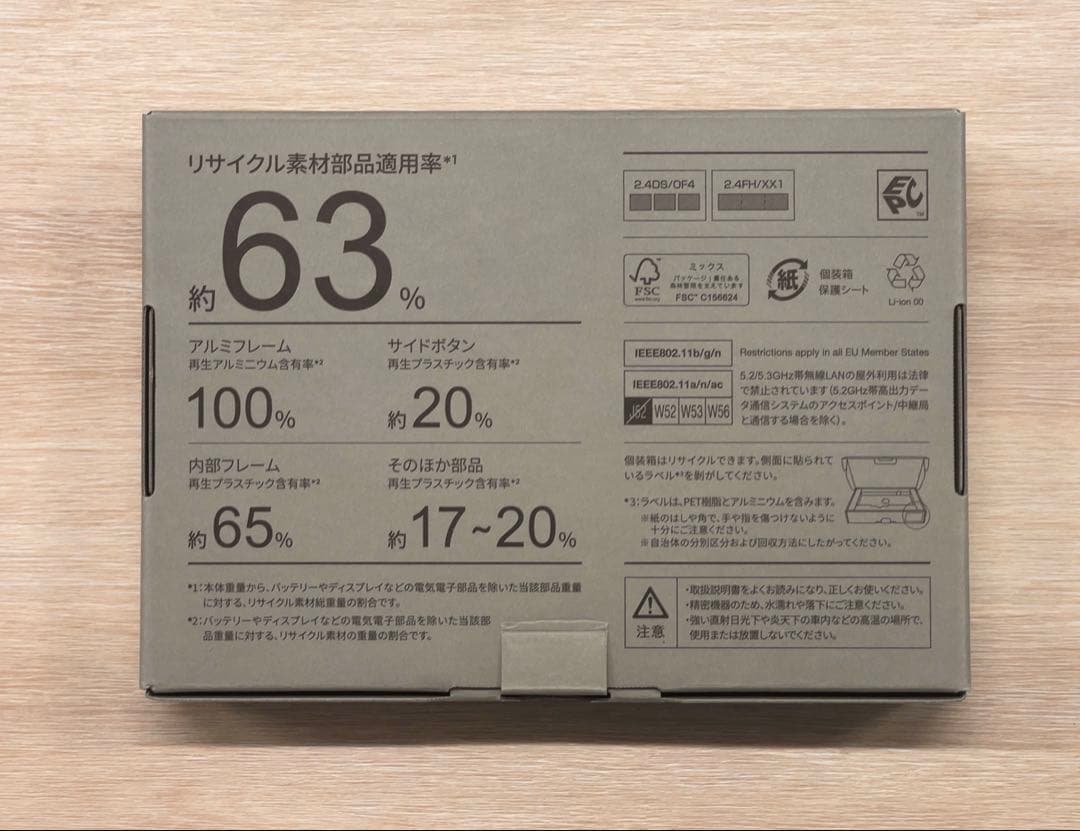 リサイクル素材部品適用率*1
約63%
アルミフレーム
再生アルミニウム含有率*2
100%
サイドボタン
再生プラスチック含有率*2
約20%
内部フレーム
再生プラスチック含有率*2
約65%
そのほか部品
再生プラスチック含有率*2
約17~20%
*1:本体重量から、バッテリーやディスプレイなどの電気電子部品を除いた当該部品重量
に対する、リサイクル素材総重量の割合です。
*2:バッテリーやディスプレイなどの電気電子部品を除いた当該部
品重量に対する、リサイクル素材の重量の割合です。
2.4DS/OF4
2.4FH/XX1
EPC
TM
FSC
www.fsc.org
ミックス
パッケージ|責任ある
森林管理を支えています
FSC™ C156624
紙
個装箱
保護シート
Li-ion 00
IEEE802.11b/g/n
IEEE802.11a/n/ac
J52 W52 W53 W56
Restrictions apply in all EU Member States
5.2/5.3GHz帯無線LANの屋外利用は法律
で禁止されています(5.2GHz帯高出力デー
タ通信システムのアクセスポイント/中継局
と通信する場合を除く)。
個装箱はリサイクルできます。側面に貼られて
いるラベル*3を剥がしてください。
*3:ラベルは、PET樹脂とアルミニウムを含みます。
※紙のはしや角で、手や指を傷つけないように
十分にご注意ください。
※自治体の分別区分および回収方法にしたがってください。
注意
・取扱説明書をよくお読みになり、正しくお使いください。
・精密機器のため、水濡れや落下にご注意ください。
・強い直射日光下や炎天下の車内などの高温の場所で、
使用または放置しないでください。